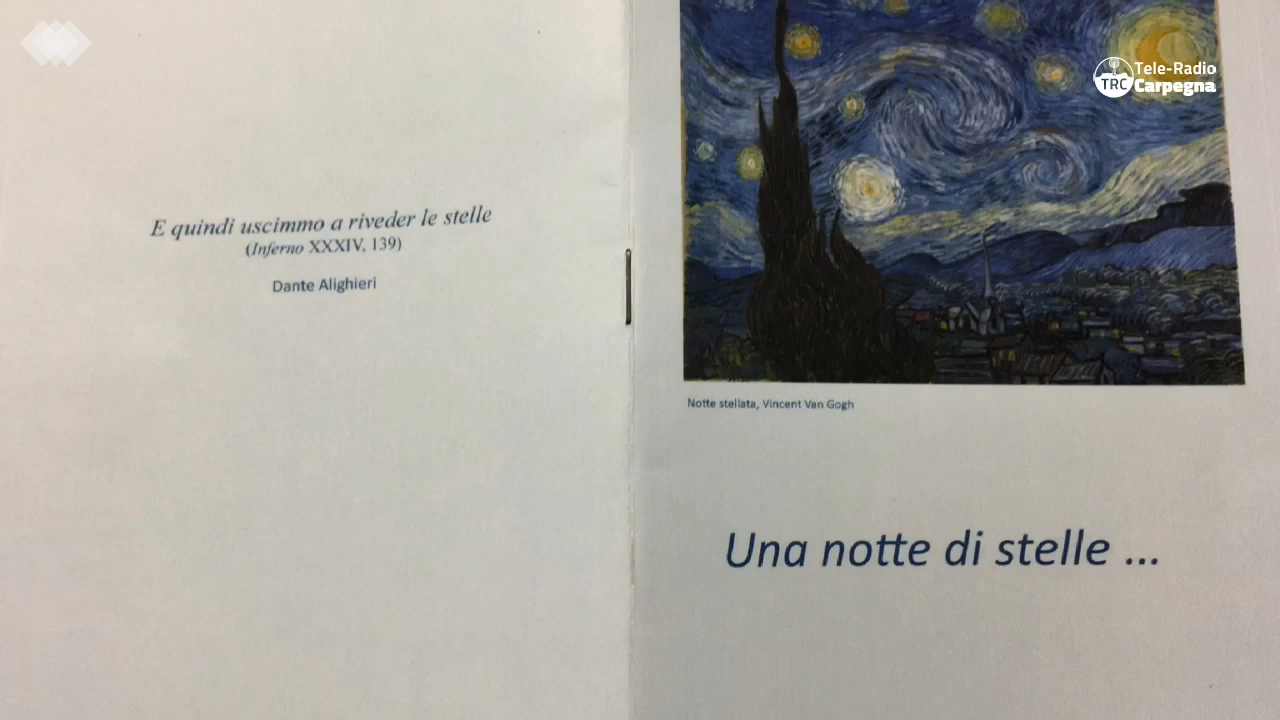 E quindi uscimmo a riveder le stelle
(Inferno XXXIV, 139)
Dante Alighieri
TRC
Tele-Radio
Carpegna
Notte stellata, Vincent Van Gogh
Una notte di stelle ...